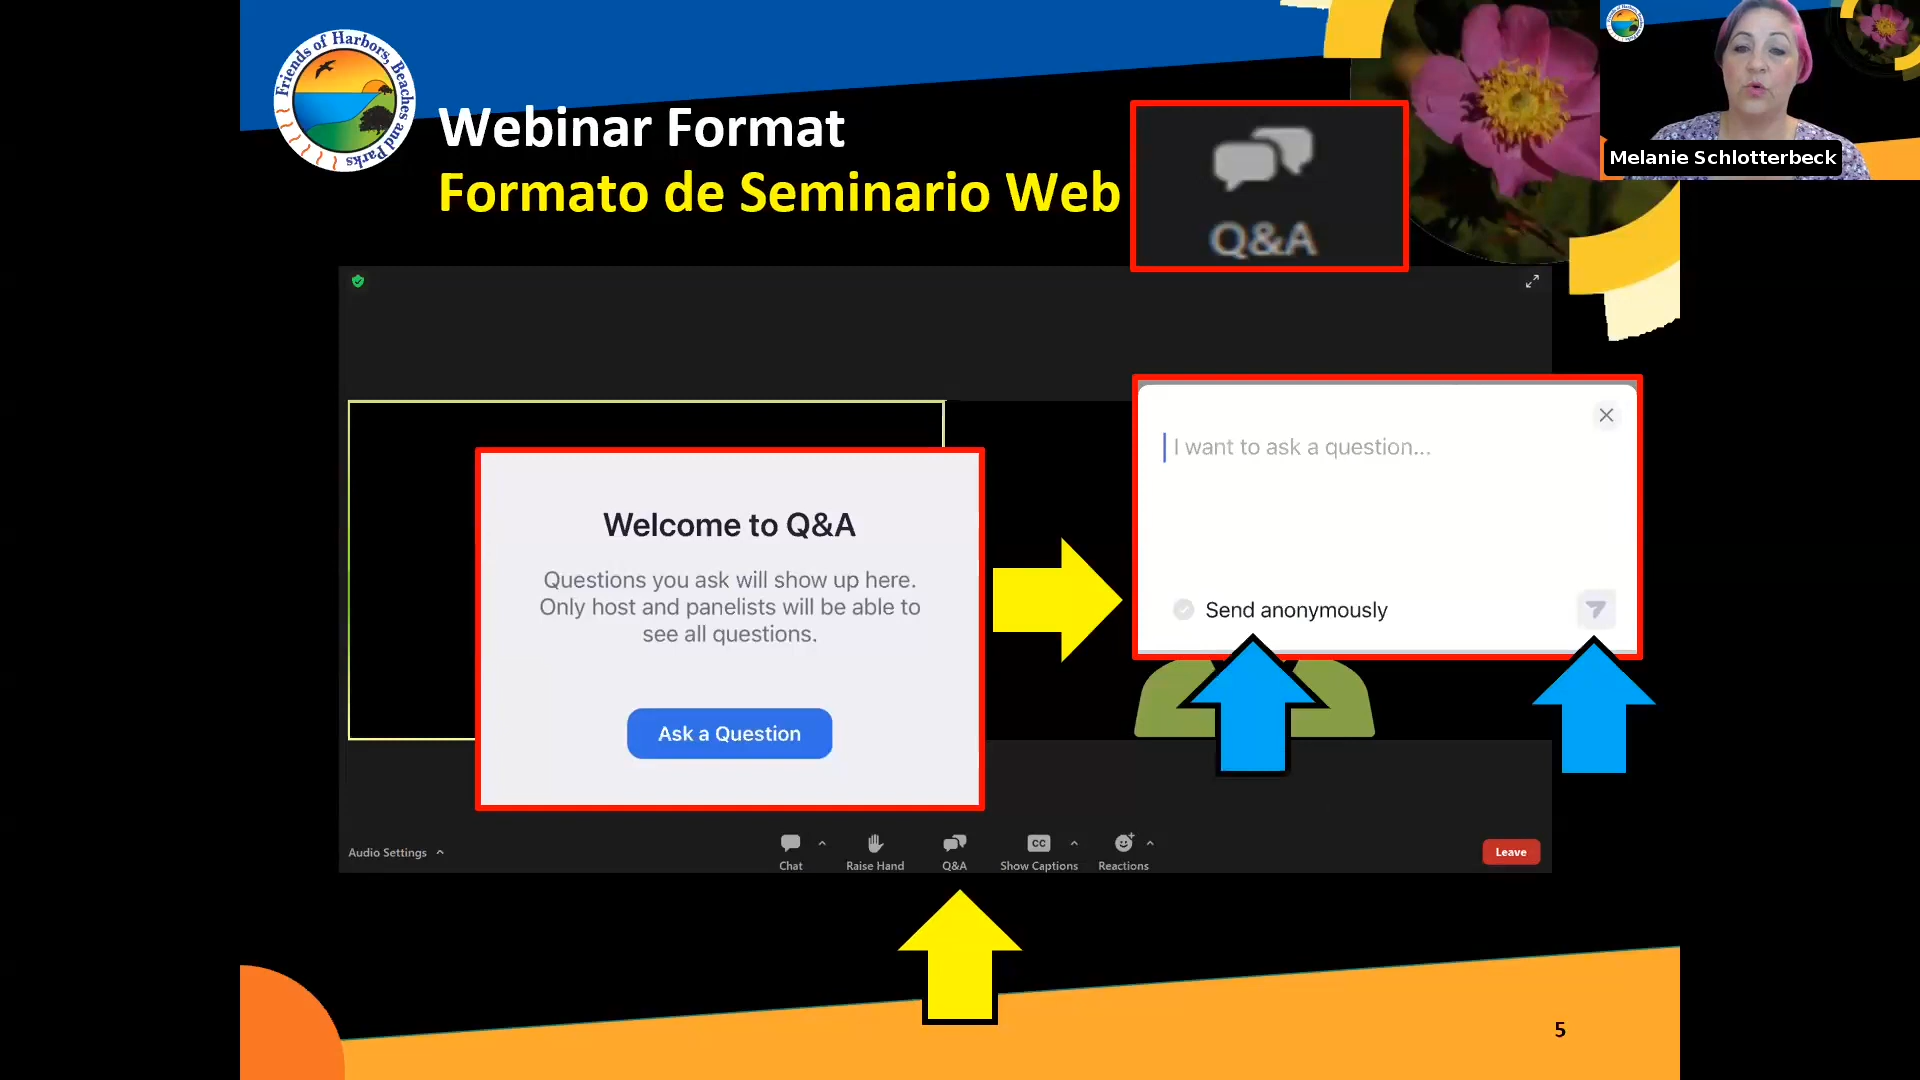 Friends of Harbors, Beaches and Parks
Webinar Format
Formato de Seminario Web
Q&A
Melanie Schlotterbeck
I want to ask a question...
Send anonymously
Welcome to Q&A
Questions you ask will show up here.
Only host and panelists will be able to
see all questions.
Ask a Question
Audio Settings
Chat
Raise Hand
Q&A
CC
Show Captions
Reactions
Leave
5